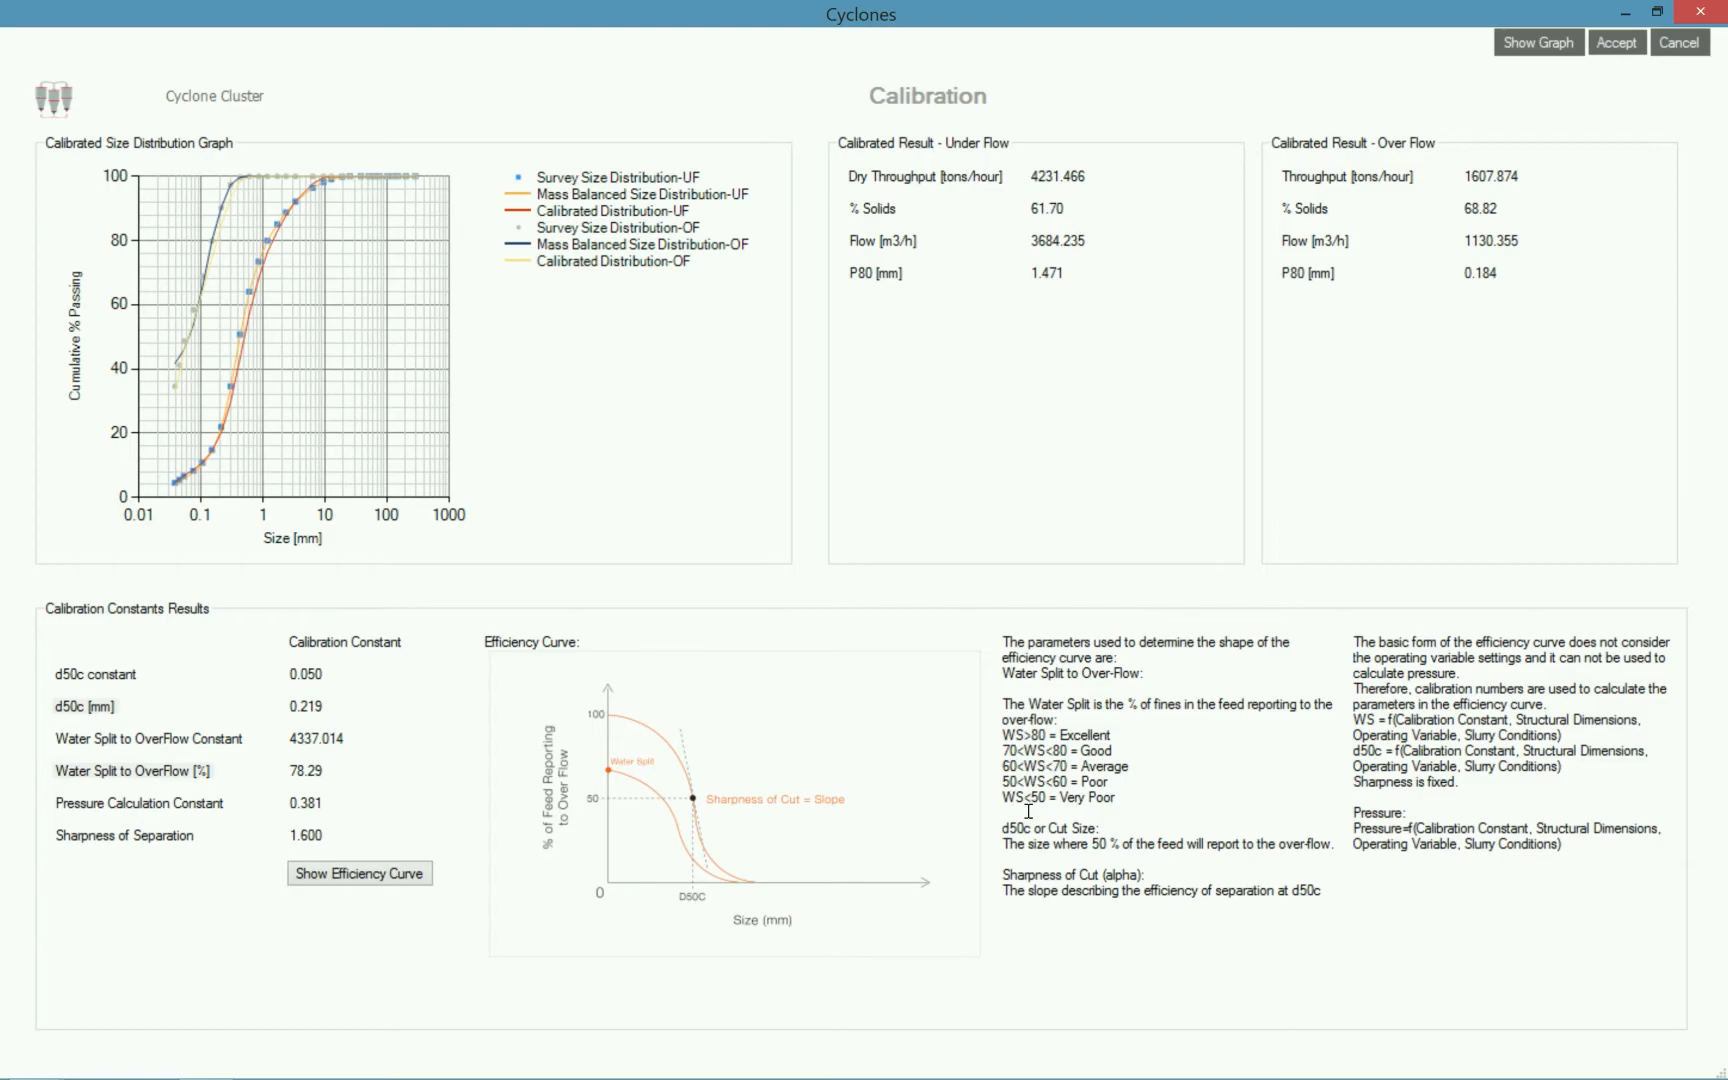 Cyclones
Show Graph
Accept
Cancel
Cyclone Cluster
Calibration
Calibrated Size Distribution Graph
100
80
60
40
20
0
Cumulative % Passing
0.01
0.1
1
10
100
1000
Size [mm]
Survey Size Distribution-UF
Mass Balanced Size Distribution-UF
Calibrated Distribution-UF
Survey Size Distribution-OF
Mass Balanced Size Distribution-OF
Calibrated Distribution-OF
Calibrated Result - Under Flow
Dry Throughput [tons/hour] 4231.466
% Solids 61.70
Flow [m3/h] 3684.235
P80 [mm] 1.471
Calibrated Result - Over Flow
Throughput [tons/hour] 1607.874
% Solids 68.82
Flow [m3/h] 1130.355
P80 [mm] 0.184
Calibration Constants Results
Calibration Constant
d50c constant 0.050
d50c [mm] 0.219
Water Split to OverFlow Constant 4337.014
Water Split to OverFlow [%] 78.29
Pressure Calculation Constant 0.381
Sharpness of Separation 1.600
Show Efficiency Curve
Efficiency Curve:
% of Feed Reporting
to Over Flow
100
Water Split
50
Sharpness of Cut = Slope
0
D50C
Size (mm)
The parameters used to determine the shape of the
efficiency curve are:
Water Split to Over-Flow:
The Water Split is the % of fines in the feed reporting to the
over-flow:
WS>80 = Excellent
70<WS<80 = Good
60<WS<70 = Average
50<WS<60 = Poor
WS<50 = Very Poor
d50c or Cut Size:
The size where 50 % of the feed will report to the over-flow.
Sharpness of Cut (alpha):
The slope describing the efficiency of separation at d50c
The basic form of the efficiency curve does not consider
the operating variable settings and it can not be used to
calculate pressure.
Therefore, calibration numbers are used to calculate the
parameters in the efficiency curve.
WS = f(Calibration Constant, Structural Dimensions,
Operating Variable, Slurry Conditions)
d50c = f(Calibration Constant, Structural Dimensions,
Operating Variable, Slurry Conditions)
Sharpness is fixed.
Pressure:
Pressure=f(Calibration Constant, Structural Dimensions,
Operating Variable, Slurry Conditions)